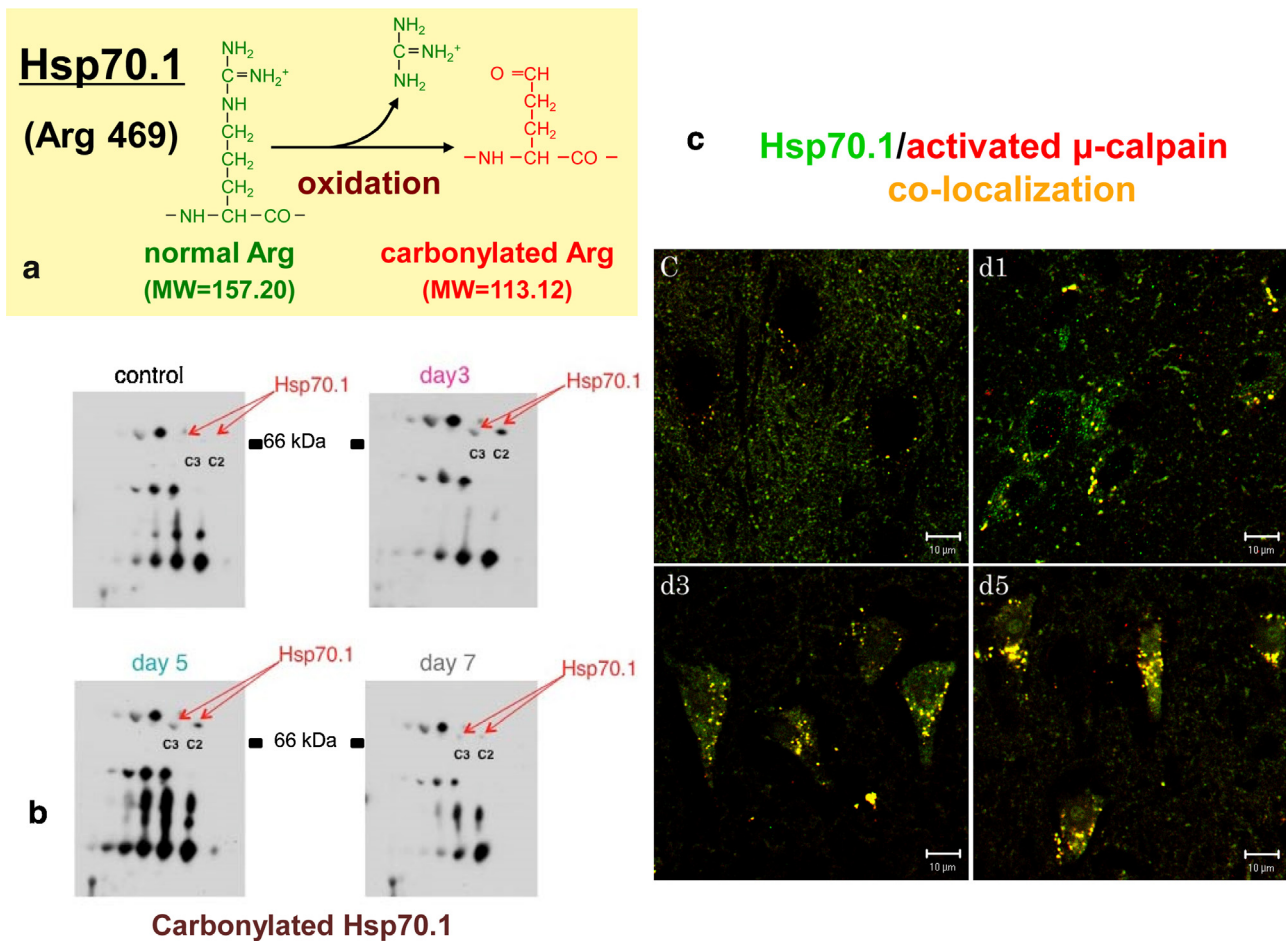 Hsp70.1
(Arg 469)
NH2
C=NH2+
NH
CH2
CH2
CH2
– NH – CH – CO –
normal Arg
(MW=157.20)
NH2
C=NH2+
NH2
oxidation
O =CH
CH2
CH2
– NH – CH – CO –
carbonylated Arg
(MW=113.12)
a
control
Hsp70.1
C3 C2
66 kDa
day3
Hsp70.1
C3 C2
day 5
Hsp70.1
C3 C2
66 kDa
day 7
Hsp70.1
C3 C2
b
Carbonylated Hsp70.1
c
Hsp70.1/activated μ-calpain
co-localization
C
10 μm
d1
10 μm
d3
10 μm
d5
10 μm